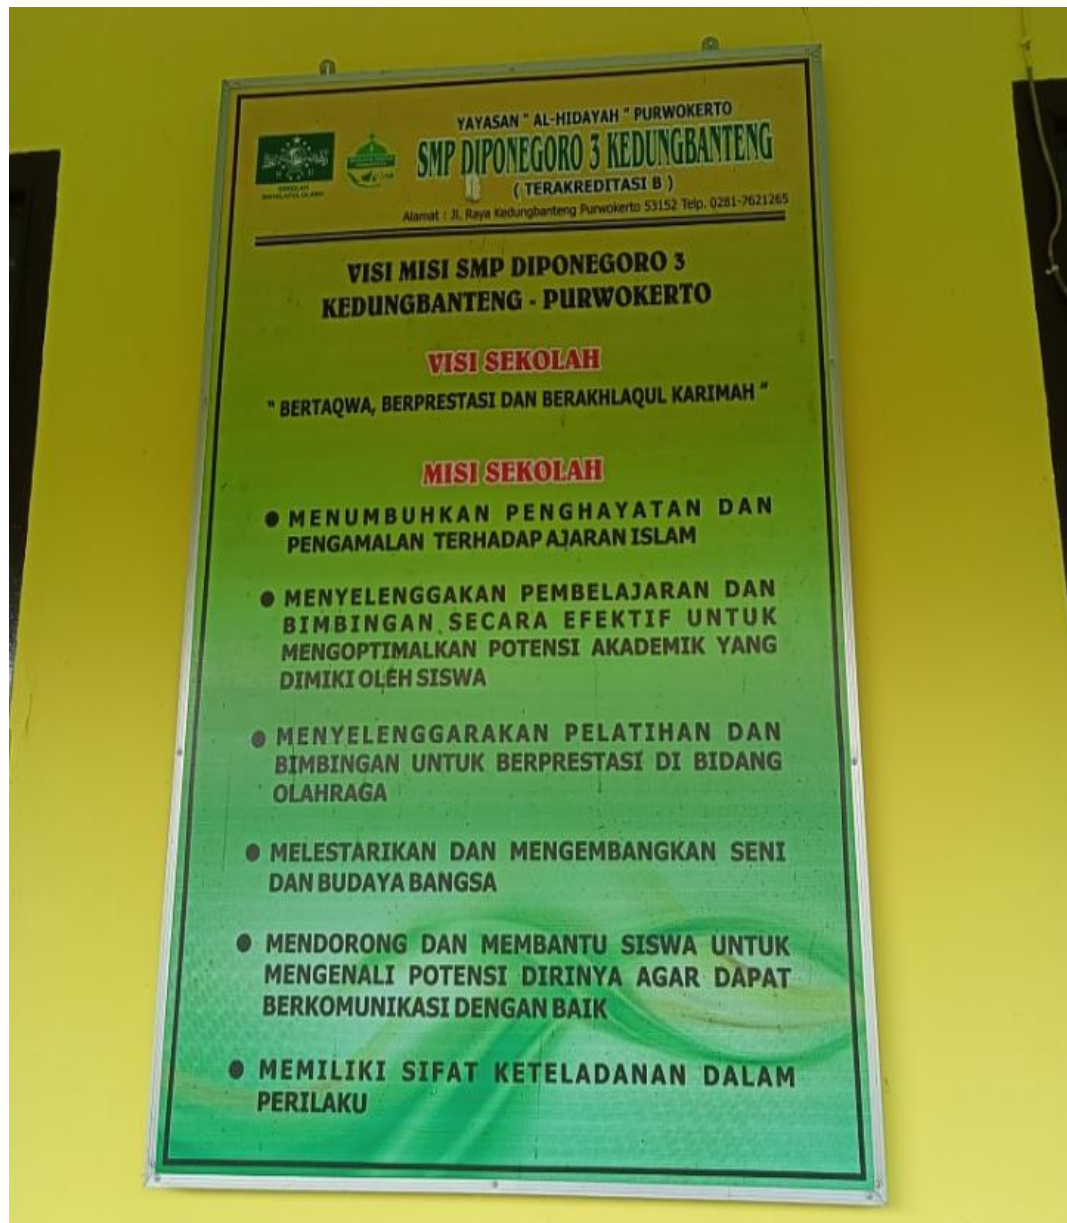 YAYASAN " AL-HIDAYAH " PURWOKERTO
SMP DIPONEGORO 3 KEDUNGBANTENG
( TERAKREDITASI B )
Alamat : Jl. Raya Kedungbanteng Purwokerto 53152 Telp. 0281-7621265
VISI MISI SMP DIPONEGORO 3
KEDUNGBANTENG - PURWOKERTO
VISI SEKOLAH
" BERTAQWA, BERPRESTASI DAN BERAKHLAQUL KARIMAH "
MISI SEKOLAH
● MENUMBUHKAN PENGHAYATAN DAN
PENGAMALAN TERHADAP AJARAN ISLAM
● MENYELENGGAKAN PEMBELAJARAN DAN
BIMBINGAN SECARA EFEKTIF UNTUK
MENGOPTIMALKAN POTENSI AKADEMIK YANG
DIMIKI OLEH SISWA
● MENYELENGGARAKAN PELATIHAN DAN
BIMBINGAN UNTUK BERPRESTASI DI BIDANG
OLAHRAGA
● MELESTARIKAN DAN MENGEMBANGKAN SENI
DAN BUDAYA BANGSA
● MENDORONG DAN MEMBANTU SISWA UNTUK
MENGENALI POTENSI DIRINYA AGAR DAPAT
BERKOMUNIKASI DENGAN BAIK
● MEMILIKI SIFAT KETELADANAN DALAM
PERILAKU